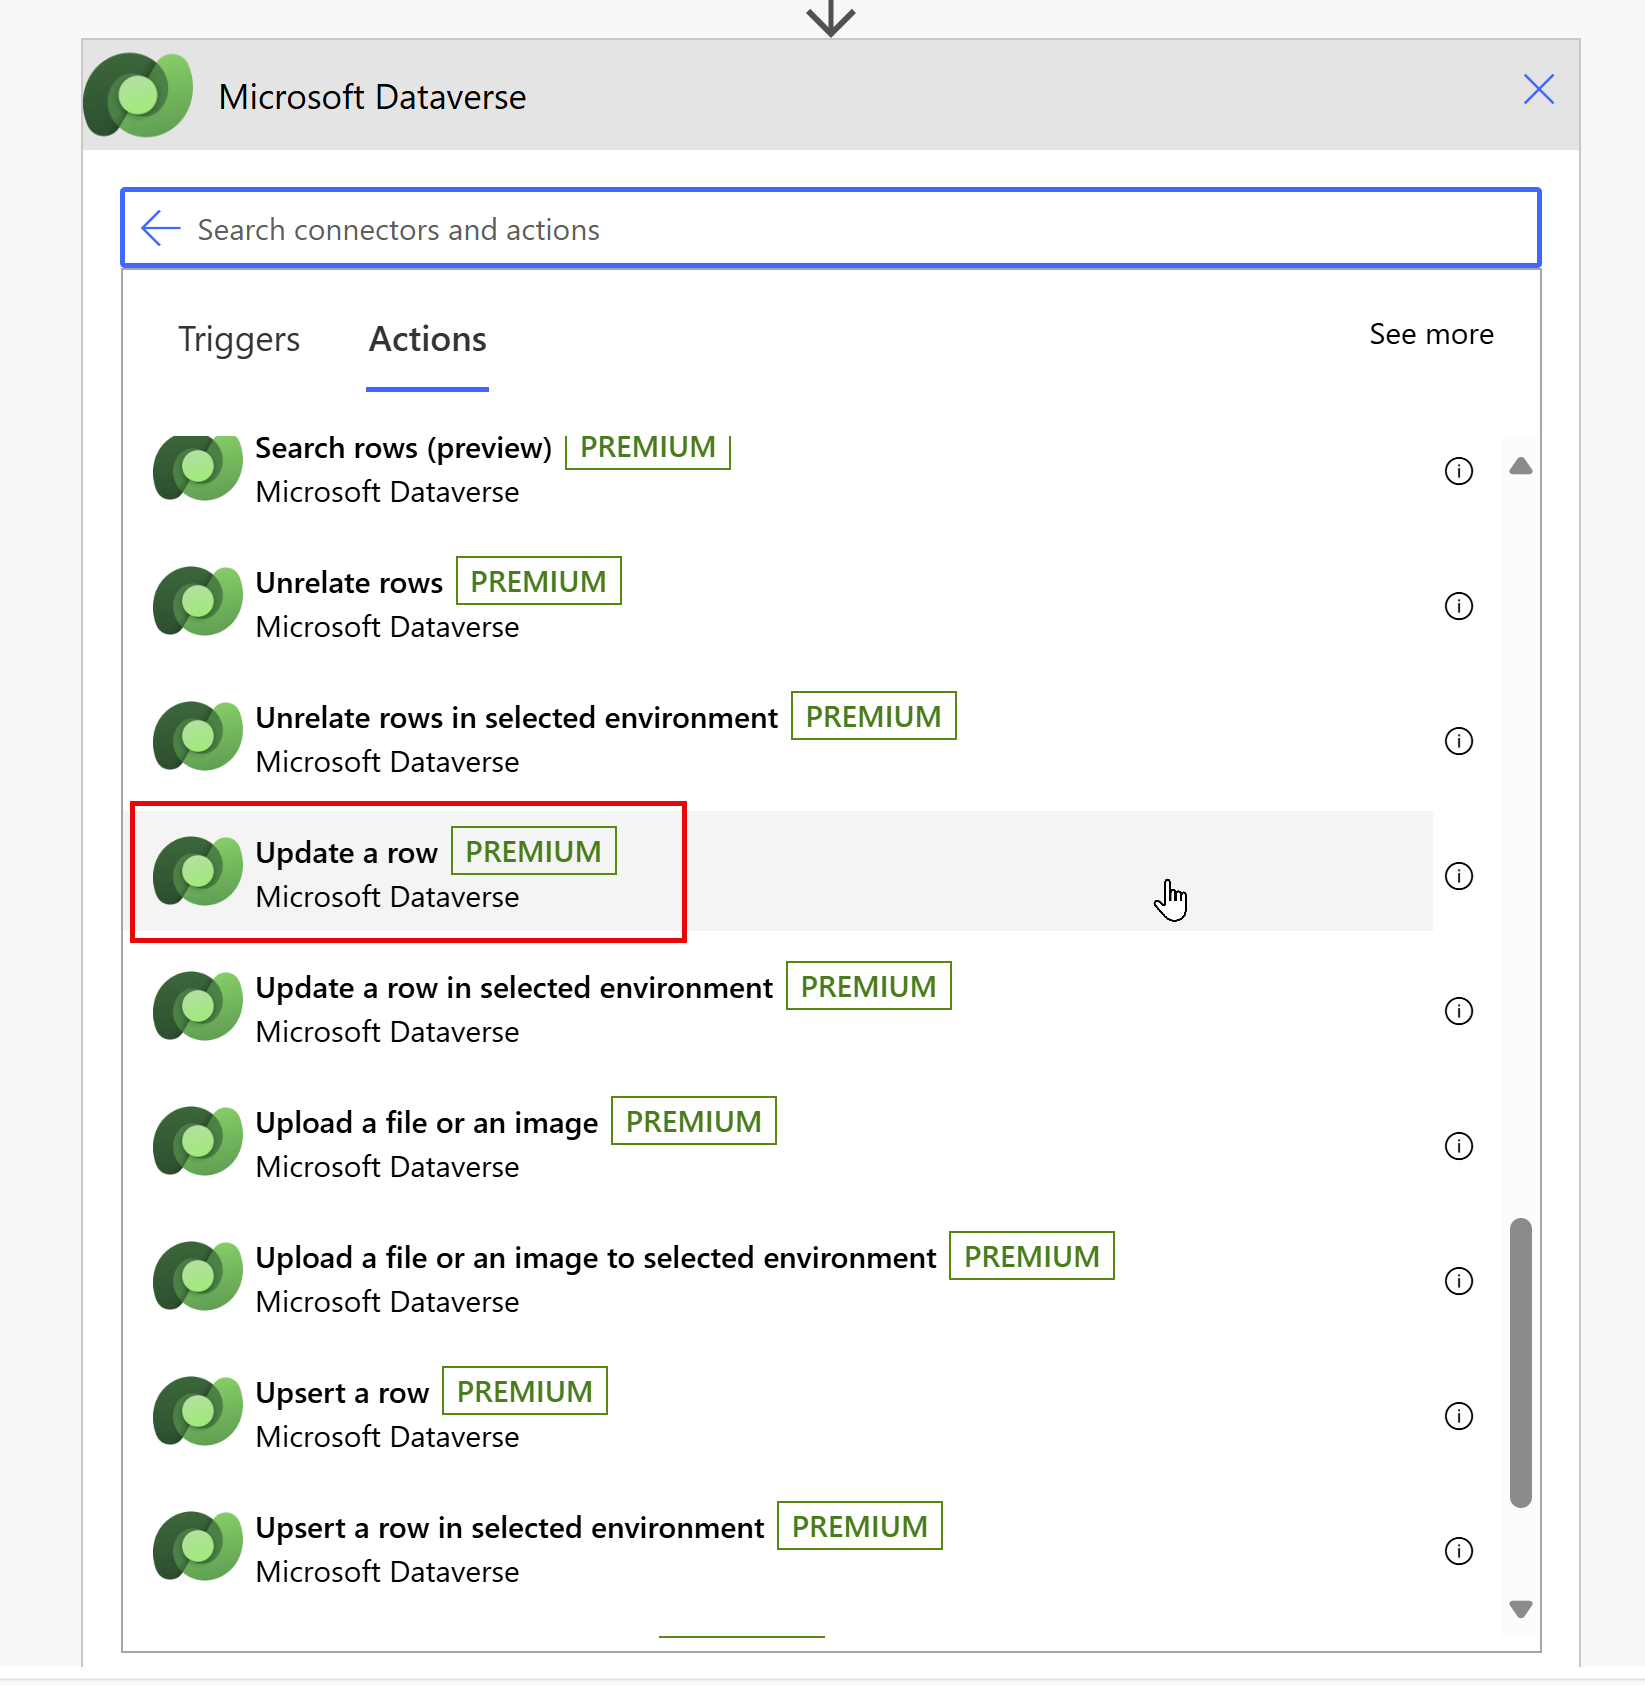 Microsoft Dataverse
Search connectors and actions
Triggers Actions See more
Search rows (preview) PREMIUM
Microsoft Dataverse
Unrelate rows PREMIUM
Microsoft Dataverse
Unrelate rows in selected environment PREMIUM
Microsoft Dataverse
Update a row PREMIUM
Microsoft Dataverse
Update a row in selected environment PREMIUM
Microsoft Dataverse
Upload a file or an image PREMIUM
Microsoft Dataverse
Upload a file or an image to selected environment PREMIUM
Microsoft Dataverse
Upsert a row PREMIUM
Microsoft Dataverse
Upsert a row in selected environment PREMIUM
Microsoft Dataverse